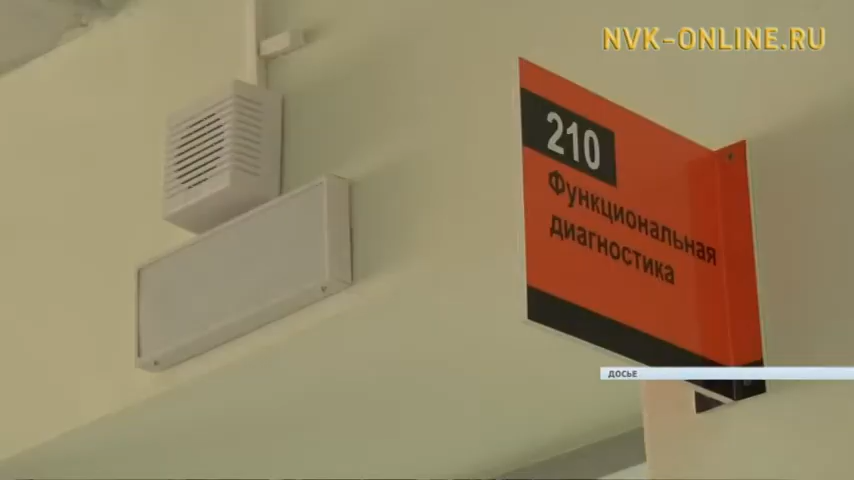 NVK-ONLINE.RU
210
Функциональная
диагностика
ДОСЬЕ